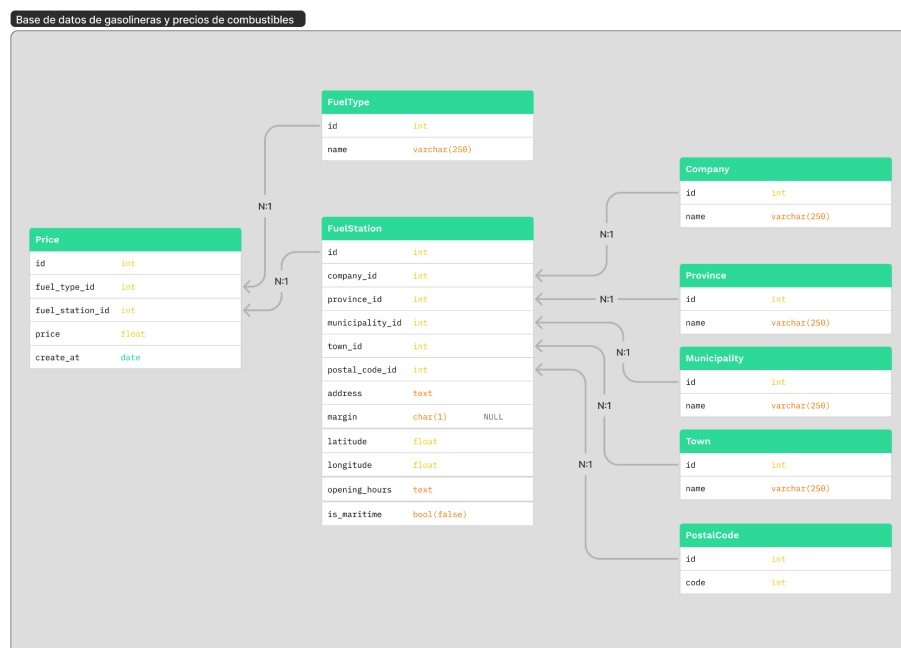 Base de datos de gasolineras y precios de combustibles
FuelType
id int
name varchar(250)
N:1
Price
id int
fuel_type_id int
fuel_station_id int
price float
create_at date
N:1
FuelStation
id int
company_id int
province_id int
municipality_id int
town_id int
postal_code_id int
address text
margin char(1) NULL
latitude float
longitude float
opening_hours text
is_maritime bool(false)
N:1
N:1
N:1
N:1
N:1
Company
id int
name varchar(250)
Province
id int
name varchar(250)
Municipality
id int
name varchar(250)
Town
id int
name varchar(250)
PostalCode
id int
code int